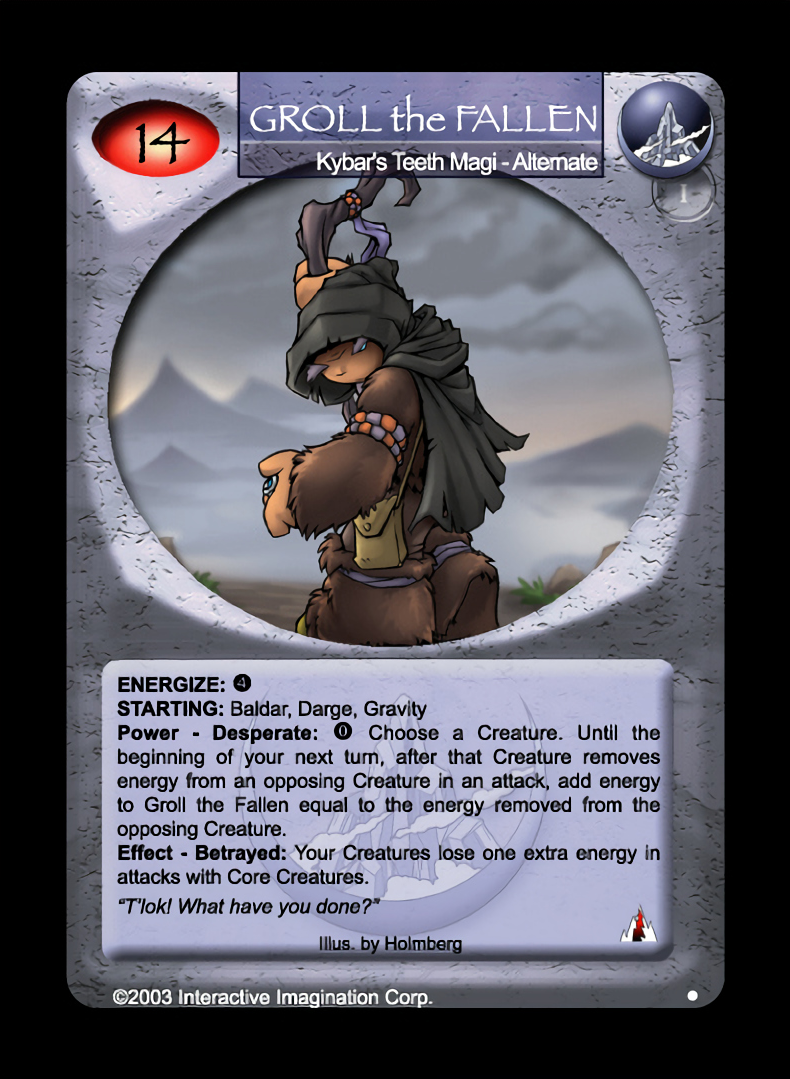 14
GROLL the FALLEN
Kybar's Teeth Magi - Alternate
I
ENERGIZE: 4
STARTING: Baldar, Darge, Gravity
Power - Desperate: 0 Choose a Creature. Until the
beginning of your next turn, after that Creature removes
energy from an opposing Creature in an attack, add energy
to Groll the Fallen equal to the energy removed from the
opposing Creature.
Effect - Betrayed: Your Creatures lose one extra energy in
attacks with Core Creatures.
"T'lok! What have you done?"
Illus. by Holmberg
©2003 Interactive Imagination Corp.